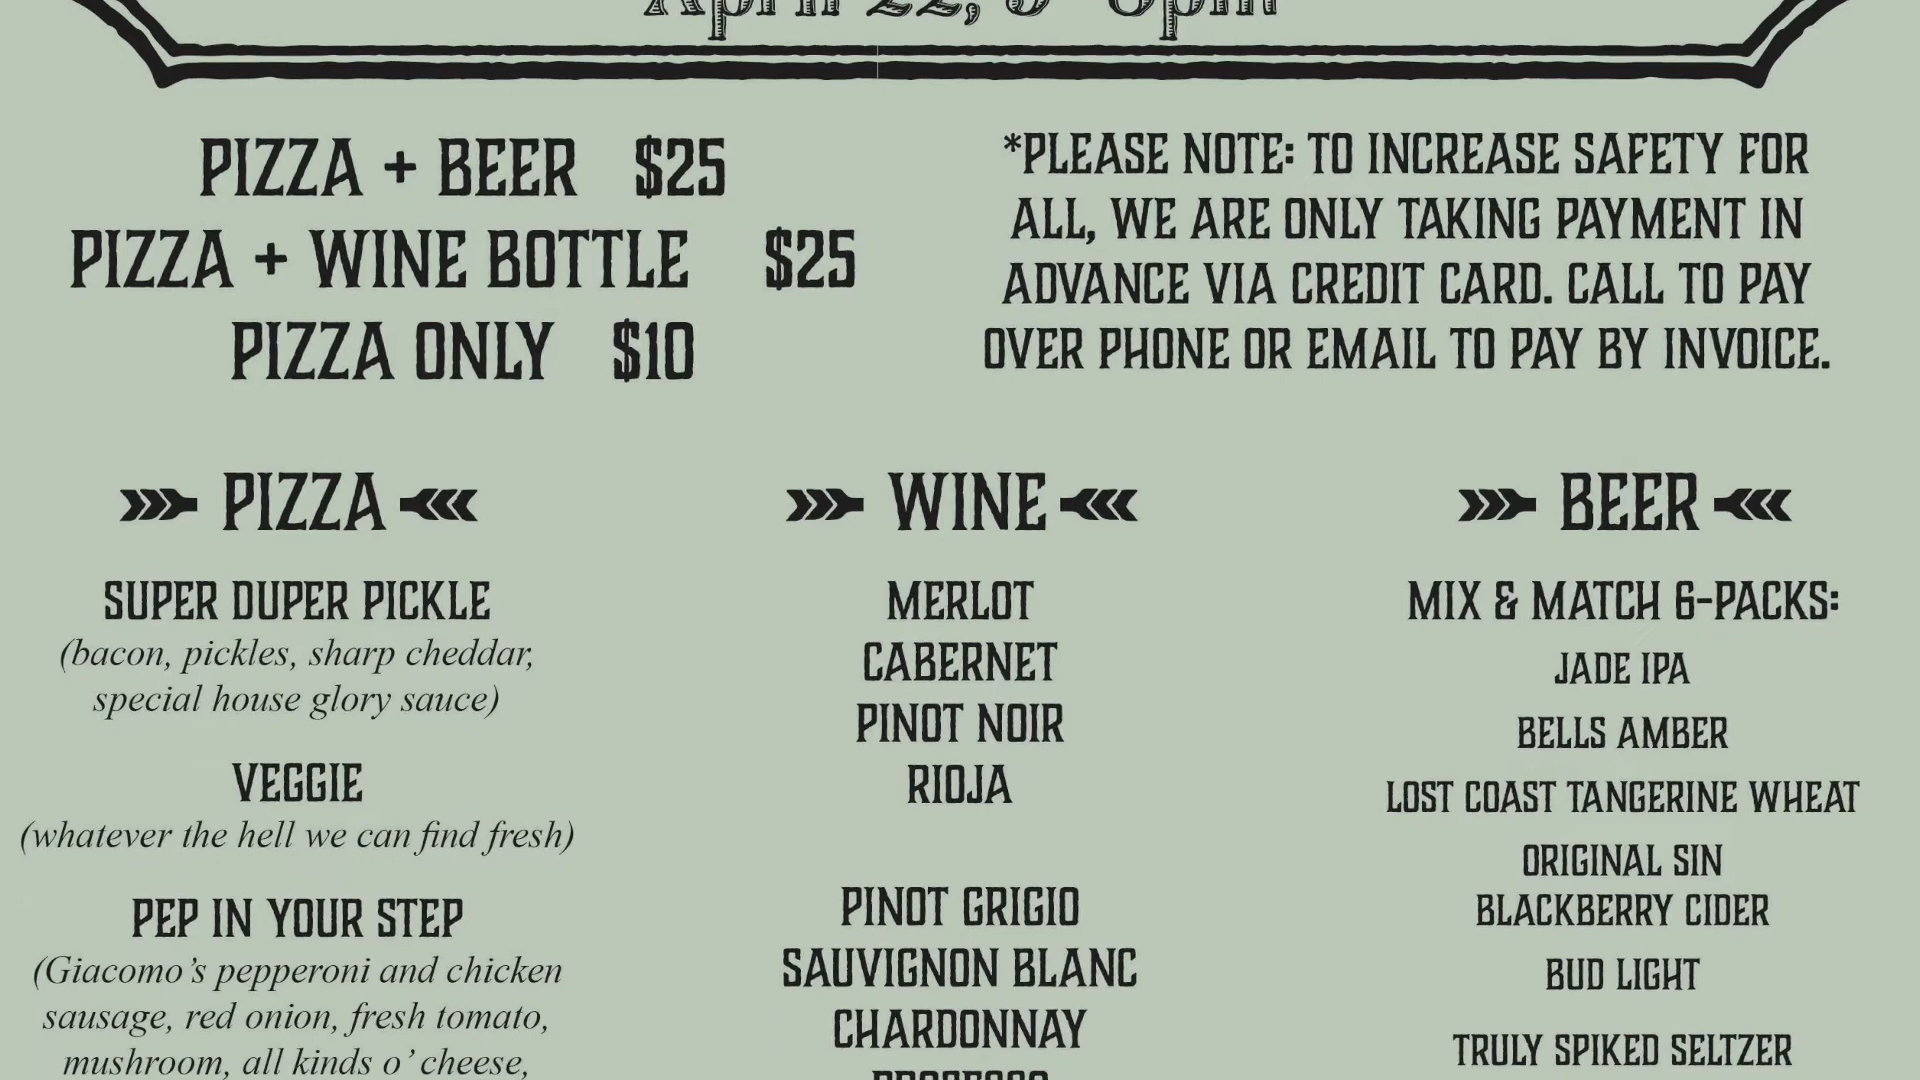 April 22, 5-8pm
PIZZA + BEER $25
PIZZA + WINE BOTTLE $25
PIZZA ONLY $10
*PLEASE NOTE: TO INCREASE SAFETY FOR
ALL, WE ARE ONLY TAKING PAYMENT IN
ADVANCE VIA CREDIT CARD. CALL TO PAY
OVER PHONE OR EMAIL TO PAY BY INVOICE.
PIZZA
SUPER DUPER PICKLE
(bacon, pickles, sharp cheddar,
special house glory sauce)
VEGGIE
(whatever the hell we can find fresh)
PEP IN YOUR STEP
(Giacomo's pepperoni and chicken
sausage, red onion, fresh tomato,
mushroom, all kinds o' cheese,
WINE
MERLOT
CABERNET
PINOT NOIR
RIOJA
PINOT GRIGIO
SAUVIGNON BLANC
CHARDONNAY
PROSECCO
BEER
MIX & MATCH 6-PACKS:
JADE IPA
BELLS AMBER
LOST COAST TANGERINE WHEAT
ORIGINAL SIN
BLACKBERRY CIDER
BUD LIGHT
TRULY SPIKED SELTZER